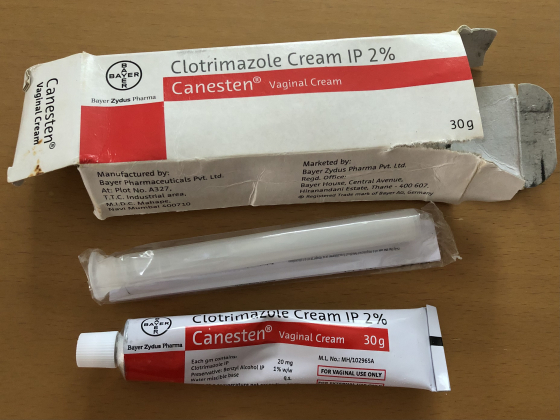 Clotrimazole Cream IP 2%
BAYER
BAYER
Canesten® Vaginal Cream
Bayer Zydus Pharma
30g
Canesten®
Vaginal Cream
Manufactured by:
Bayer Pharmaceuticals Pvt. Ltd.
At: Plot No. A327,
T.T.C. Industrial area,
M.I.D.C. Mahape,
Navi Mumbai 400710
Marketed by:
Bayer Zydus Pharma Pvt. Ltd.
Regd. Office:
Bayer House, Central Avenue,
Hiranandani Estate, Thane - 400 607.
® Registered Trade mark of Bayer AG, Germany
Clotrimazole Cream IP 2%
BAYER
Canesten® Vaginal Cream 30g
Bayer Zydus Pharma
Each gm contains:
Clotrimazole IP 20 mg
Preservative: Benzyl Alcohol IP 1% w/w
Water miscible base q.s.
M.L. No.: MH/102965A
FOR VAGINAL USE ONLY